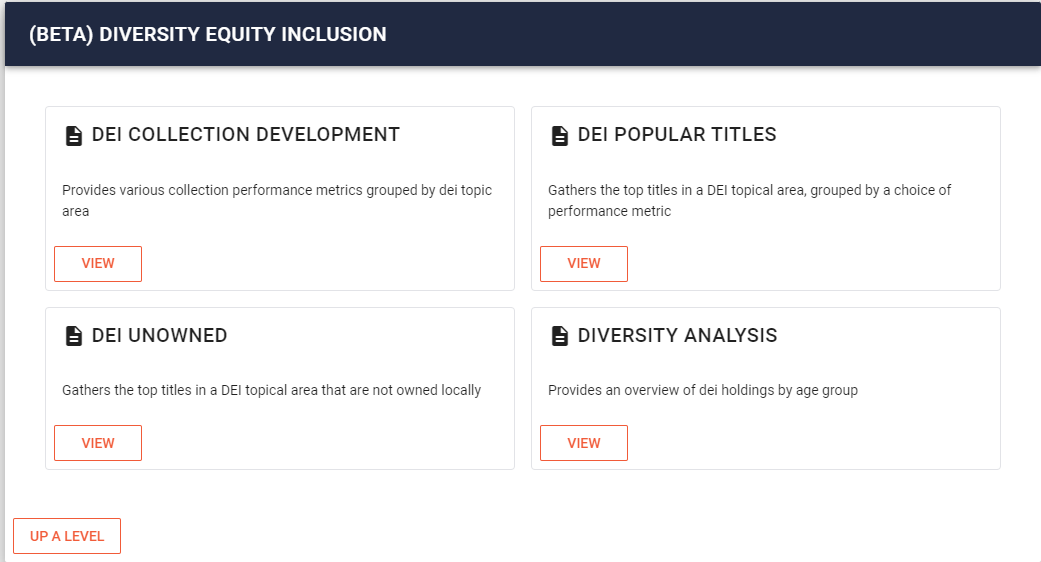 (BETA) DIVERSITY EQUITY INCLUSION
DEI COLLECTION DEVELOPMENT
Provides various collection performance metrics grouped by dei topic
area
VIEW
DEI POPULAR TITLES
Gathers the top titles in a DEI topical area, grouped by a choice of
performance metric
VIEW
DEI UNOWNED
Gathers the top titles in a DEI topical area that are not owned locally
VIEW
DIVERSITY ANALYSIS
Provides an overview of dei holdings by age group
VIEW
UP A LEVEL